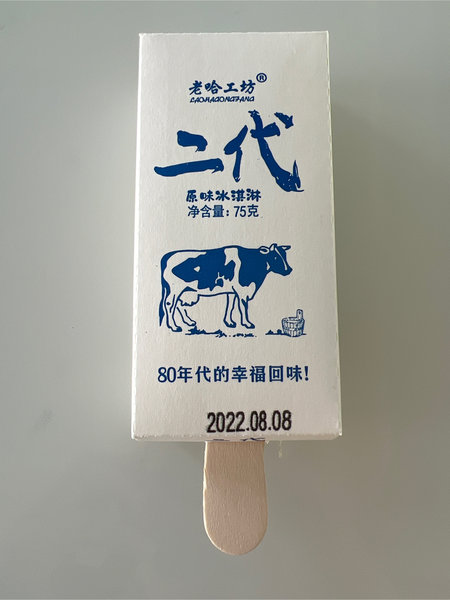 老哈工坊®
LAOHAGONGFANG
二代
原味冰淇淋
净含量：75克
80年代的幸福回味！
2022.08.08